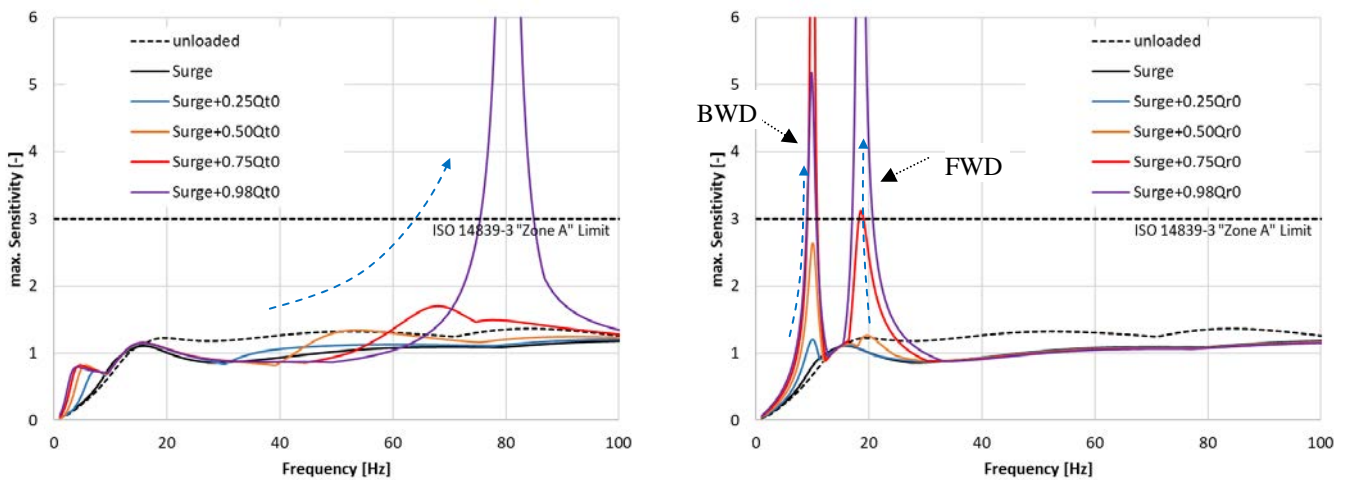 max. Sensitivity [-]
6
5
4
3
2
1
0
unloaded
Surge
Surge+0.25Qt0
Surge+0.50Qt0
Surge+0.75Qt0
Surge+0.98Qt0
ISO 14839-3 "Zone A" Limit
0 20 40 60 80 100
Frequency [Hz]
max. Sensitivity [-]
6
5
4
3
2
1
0
BWD
FWD
unloaded
Surge
Surge+0.25Qr0
Surge+0.50Qr0
Surge+0.75Qr0
Surge+0.98Qr0
ISO 14839-3 "Zone A" Limit
0 20 40 60 80 100
Frequency [Hz]